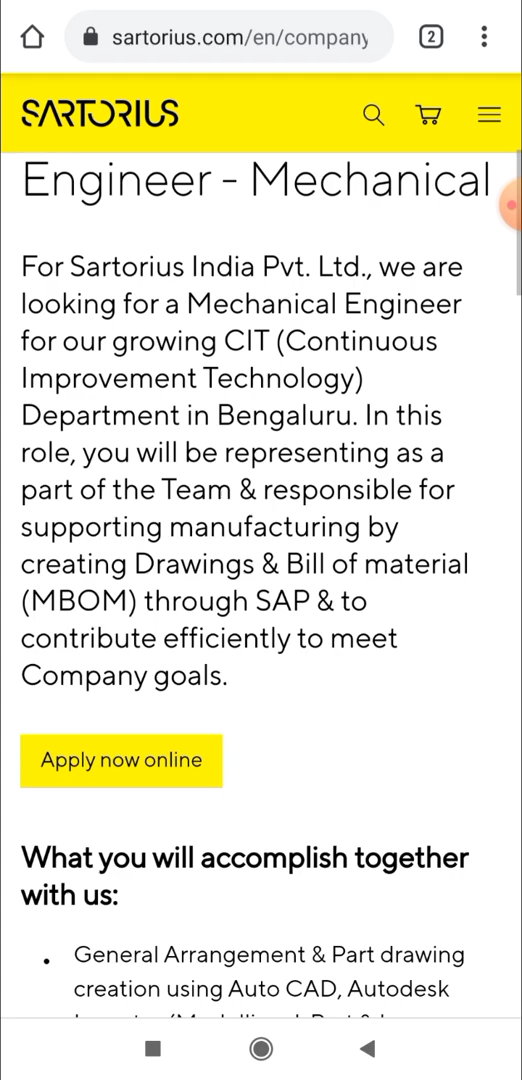 sartorius.com/en/company
2
SARTORIUS
Engineer - Mechanical
For Sartorius India Pvt. Ltd., we are
looking for a Mechanical Engineer
for our growing CIT (Continuous
Improvement Technology)
Department in Bengaluru. In this
role, you will be representing as a
part of the Team & responsible for
supporting manufacturing by
creating Drawings & Bill of material
(MBOM) through SAP & to
contribute efficiently to meet
Company goals.
Apply now online
What you will accomplish together
with us:
• General Arrangement & Part drawing
creation using Auto CAD, Autodesk